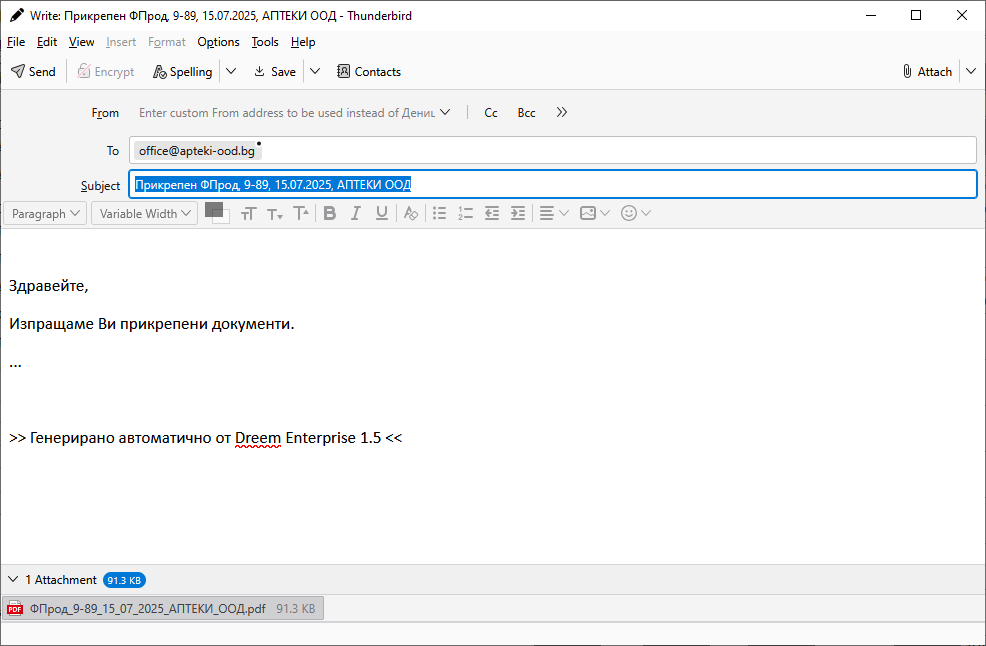 Write: Прикрепен ФПрод, 9-89, 15.07.2025, АПТЕКИ ООД - Thunderbird
File Edit View Insert Format Options Tools Help
Send Encrypt Spelling Save Contacts Attach
From Enter custom From address to be used instead of Дениц Cc Bcc
To office@apteki-ood.bg
Subject Прикрепен ФПрод, 9-89, 15.07.2025, АПТЕКИ ООД
Paragraph Variable Width
Здравейте,
Изпращаме Ви прикрепени документи.
...
>> Генерирано автоматично от Dreem Enterprise 1.5 <<
1 Attachment 91.3 KB
PDF ФПрод_9-89_15_07_2025_АПТЕКИ_ООД.pdf 91.3 KB